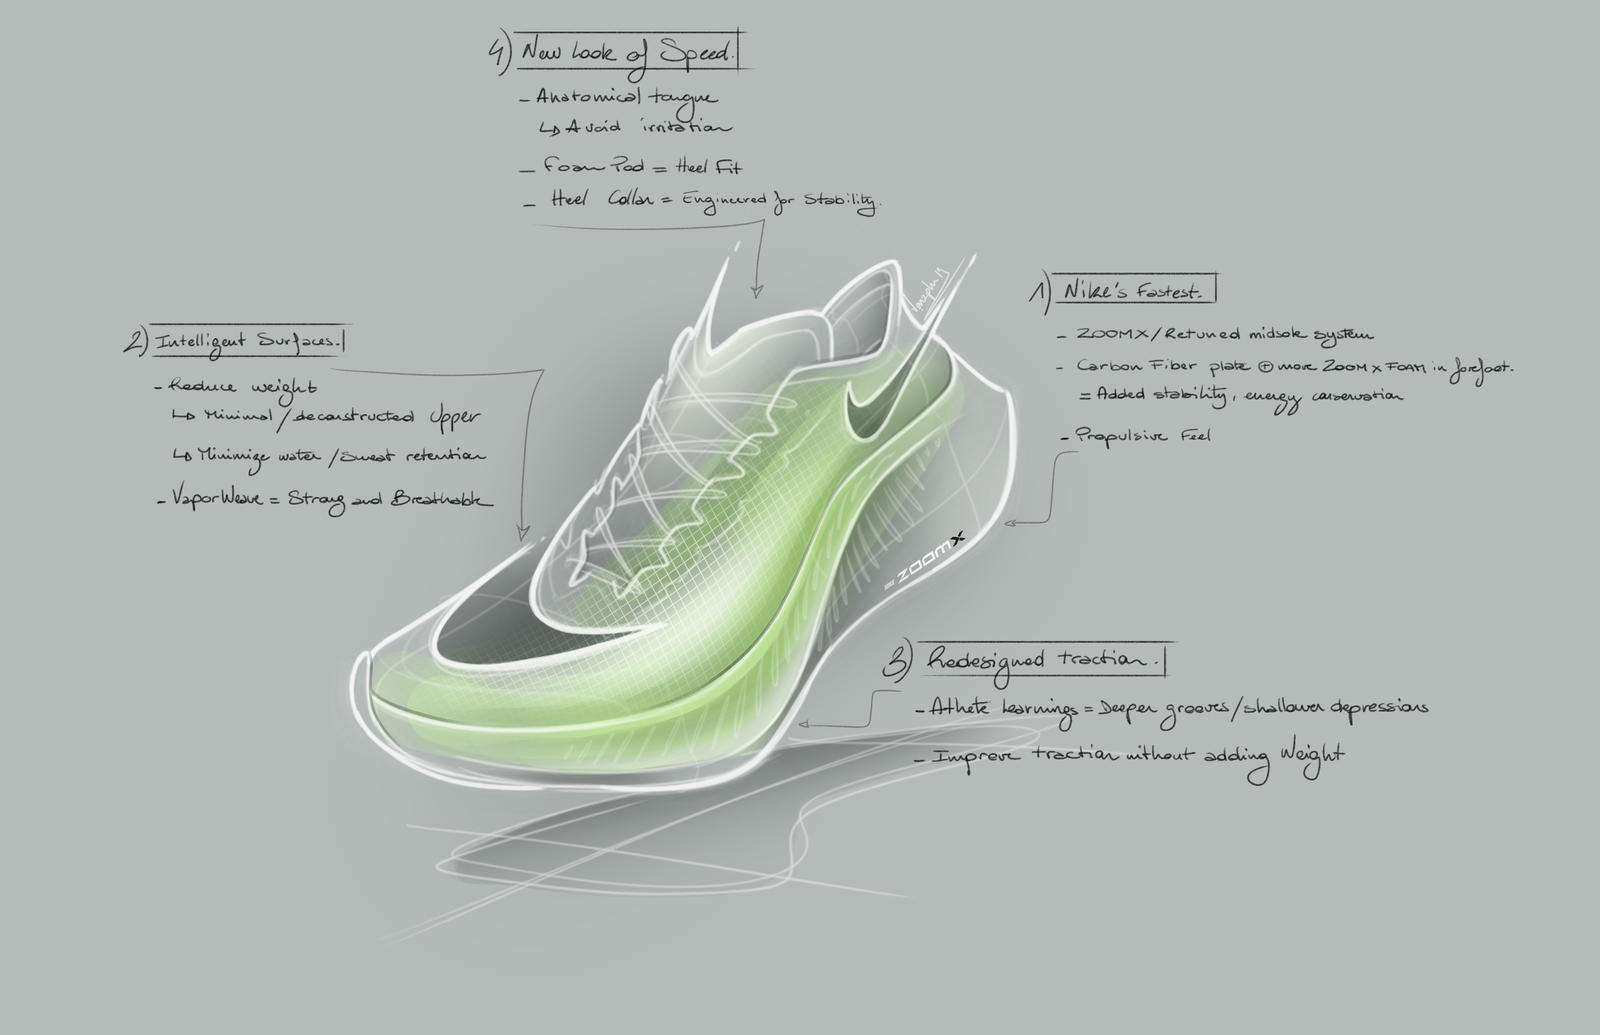 4) New Look of Speed.
- Anatomical tongue
↳ Avoid irritation
- Foam Pod = Heel Fit
- Heel Collar = Engineered for Stability.
1) Nike's Fastest.
- ZOOMX/Retuned midsole system
- Carbon Fiber plate ⊕ more ZOOMX FOAM in forefoot.
= Added stability, energy conservation
- Propulsive Feel
2) Intelligent Surfaces.
- Reduce weight
↳ Minimal/deconstructed Upper
↳ Minimize water/Sweat retention
- VaporWeave = Strong and Breathable
NIKE ZOOMX
3) Redesigned traction.
- Athlete Learnings = Deeper grooves/shallower depressions
- Improve traction without adding Weight